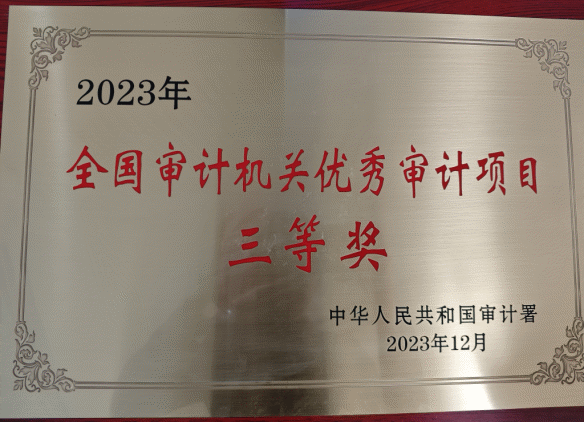 2023年
全国审计机关优秀审计项目
三等奖
中华人民共和国审计署
2023年12月